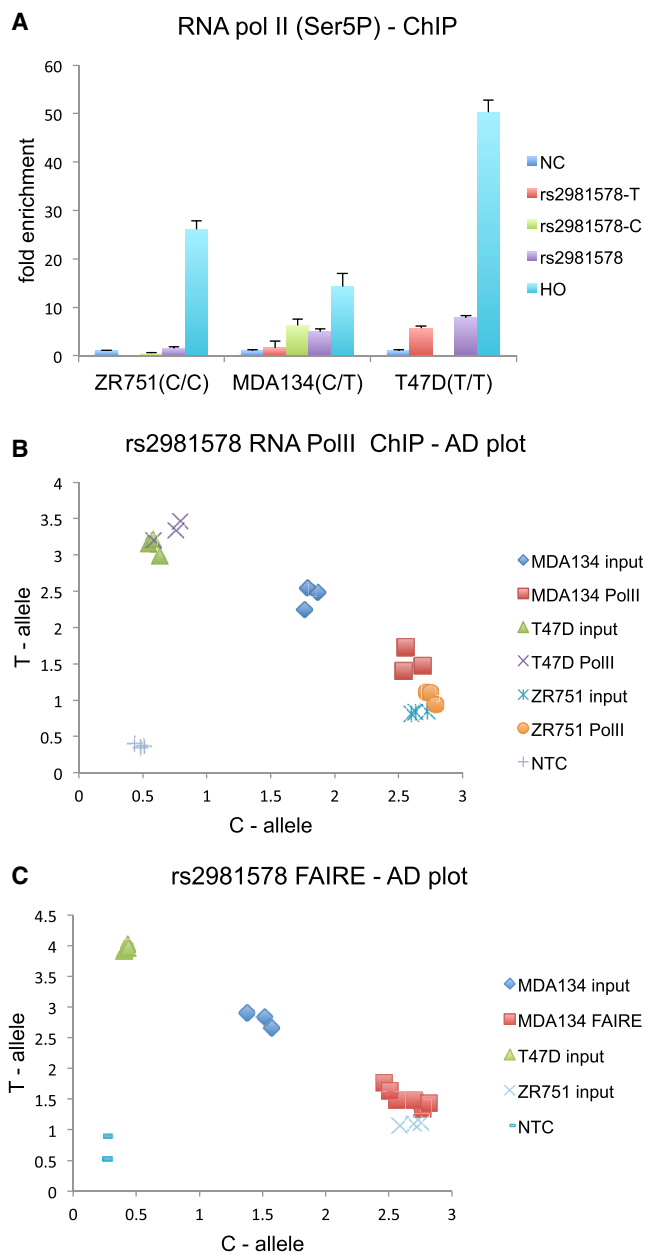 A
RNA pol II (Ser5P) - ChIP
fold enrichment
60
50
40
30
20
10
0
ZR751(C/C)
MDA134(C/T)
T47D(T/T)
NC
rs2981578-T
rs2981578-C
rs2981578
HO
B
rs2981578 RNA PolII ChIP - AD plot
T - allele
4
3.5
3
2.5
2
1.5
1
0.5
0
0 0.5 1 1.5 2 2.5 3
C - allele
MDA134 input
MDA134 PolII
T47D input
T47D PolII
ZR751 input
ZR751 PolII
NTC
C
rs2981578 FAIRE - AD plot
T - allele
4.5
4
3.5
3
2.5
2
1.5
1
0.5
0
0 0.5 1 1.5 2 2.5 3
C - allele
MDA134 input
MDA134 FAIRE
T47D input
ZR751 input
NTC